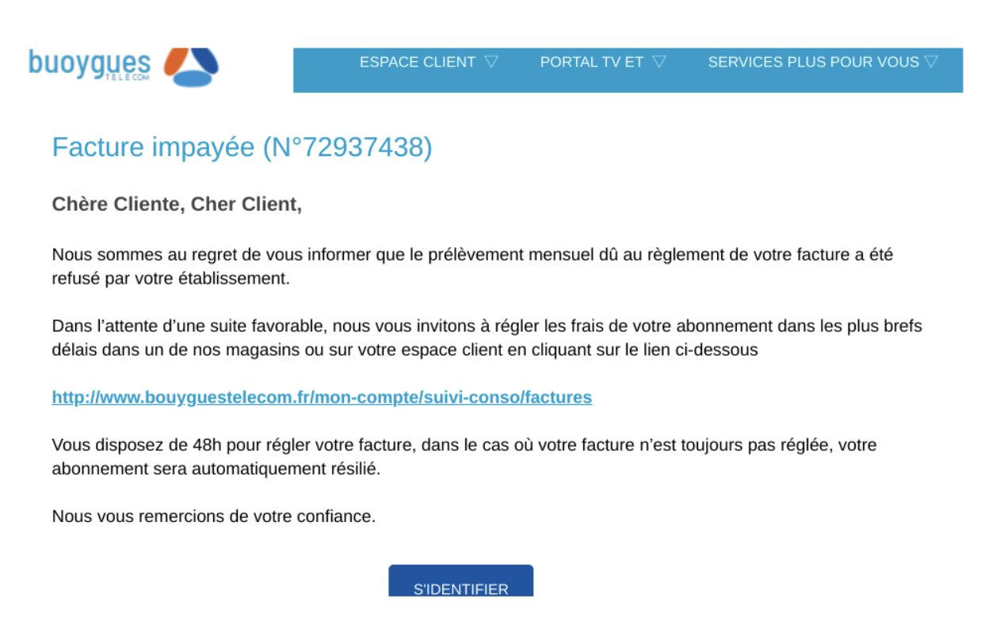 buoygues
TELECOM
ESPACE CLIENT ▽ PORTAL TV ET ▽ SERVICES PLUS POUR VOUS ▽
Facture impayée (N°72937438)
Chère Cliente, Cher Client,
Nous sommes au regret de vous informer que le prélèvement mensuel dû au règlement de votre facture a été
refusé par votre établissement.
Dans l’attente d’une suite favorable, nous vous invitons à régler les frais de votre abonnement dans les plus brefs
délais dans un de nos magasins ou sur votre espace client en cliquant sur le lien ci-dessous
http://www.bouyguestelecom.fr/mon-compte/suivi-conso/factures
Vous disposez de 48h pour régler votre facture, dans le cas où votre facture n’est toujours pas réglée, votre
abonnement sera automatiquement résilié.
Nous vous remercions de votre confiance.
S'IDENTIFIER